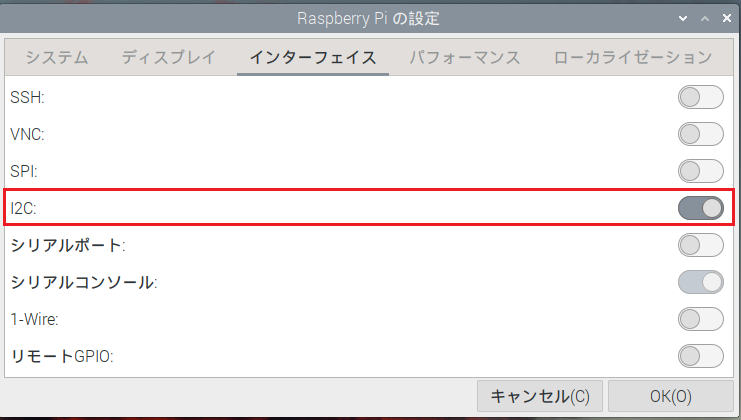 Raspberry Pi の設定
システム ディスプレイ インターフェイス パフォーマンス ローカライゼーション
SSH:
VNC:
SPI:
I2C:
シリアルポート:
シリアルコンソール:
1-Wire:
リモートGPIO:
キャンセル(C) OK(O)